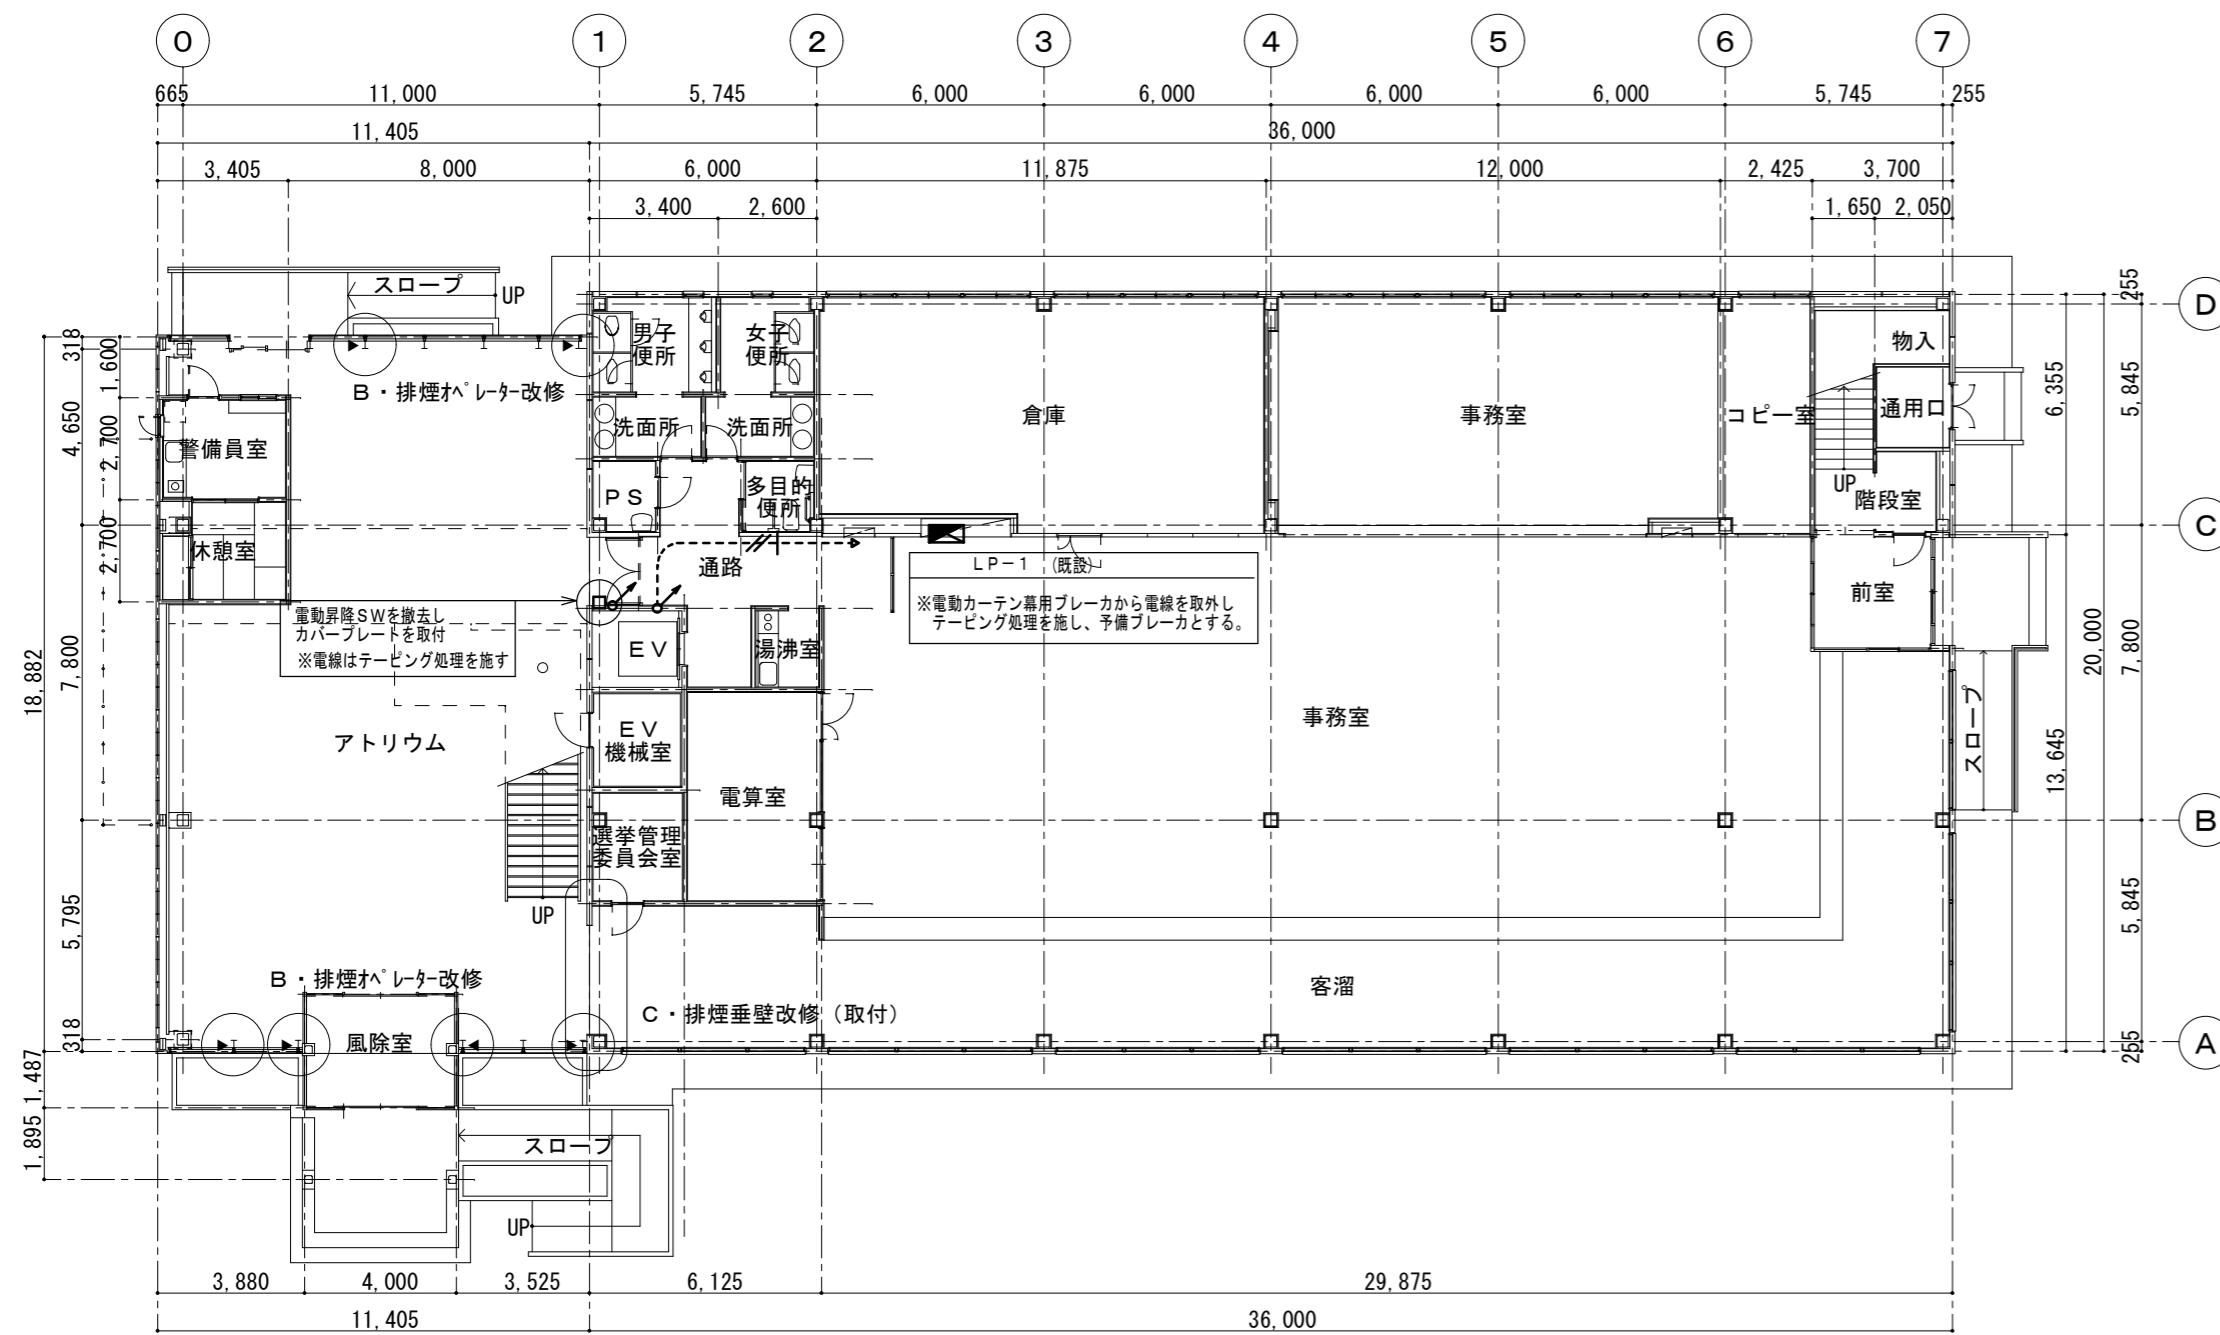 0 1 2 3 4 5 6 7
665 11,000 5,745 6,000 6,000 6,000 6,000 5,745 255
11,405 36,000
3,405 8,000 6,000 11,875 12,000 2,425 3,700
3,400 2,600 1,650 2,050
スロープ UP
255
D
318
1,600
男子
便所
女子
便所
物入
B・排煙オペレーター改修
4,650
2,700
6,355
5,845
倉庫
事務室
コピー室
通用口
洗面所
洗面所
警備員室
UP
PS
多目的
便所
階段室
C
2,700
休憩室
通路
LP-1 (既設)
※電動カーテン幕用ブレーカから電線を取外し
テーピング処理を施し、予備ブレーカとする。
前室
電動昇降SWを撤去し
カバープレートを取付
※電線はテーピング処理を施す
EV
湯沸室
20,000
7,800
18,882
7,800
スロープ
事務室
EV
機械室
アトリウム
13,645
電算室
B
選挙管理
委員会室
UP
5,795
5,845
B・排煙オペレーター改修
客溜
C・排煙垂壁改修(取付)
風除室
318
255
A
1,487
1,895
スロープ
UP
3,880 4,000 3,525 6,125 29,875
11,405 36,000